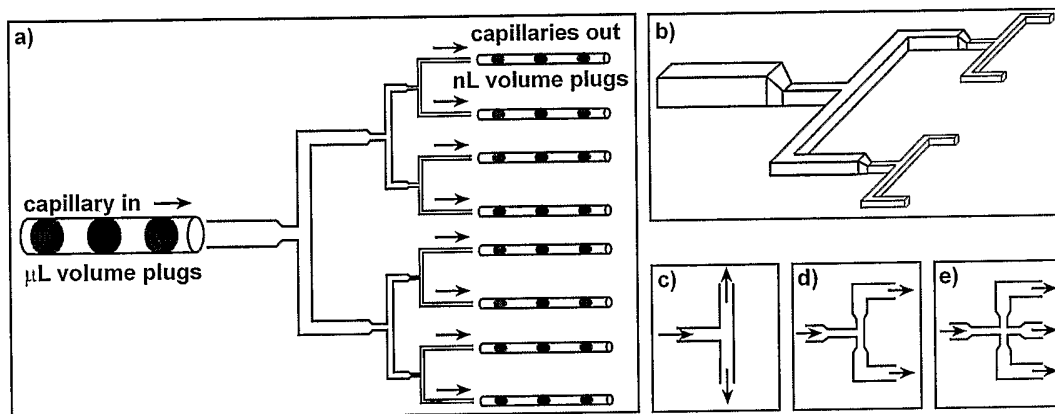 a)
capillaries out
nL volume plugs
capillary in
μL volume plugs
b)
c)
d)
e)